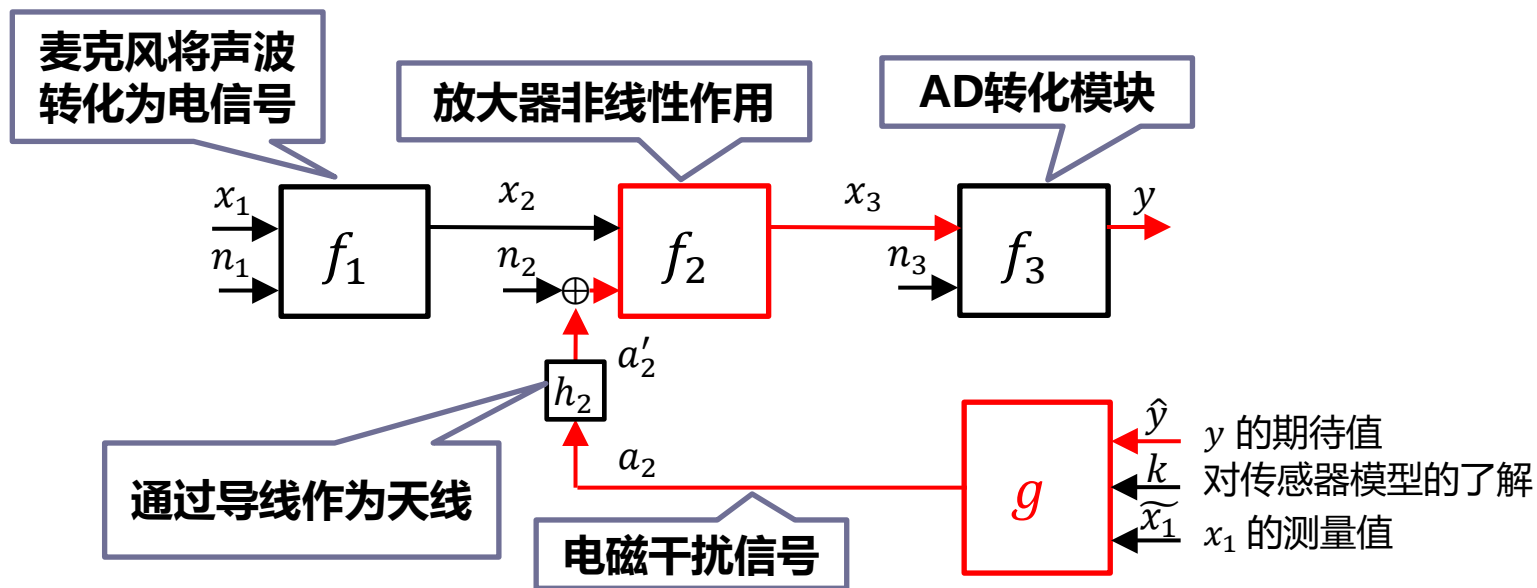 麦克风将声波
转化为电信号
放大器非线性作用
AD转化模块
x₁
n₁
f₁
x₂
n₂
⊕
f₂
x₃
n₃
f₃
y
a₂′
h₂
通过导线作为天线
a₂
电磁干扰信号
g
ŷ y 的期待值
k 对传感器模型的了解
x̃₁ x₁ 的测量值